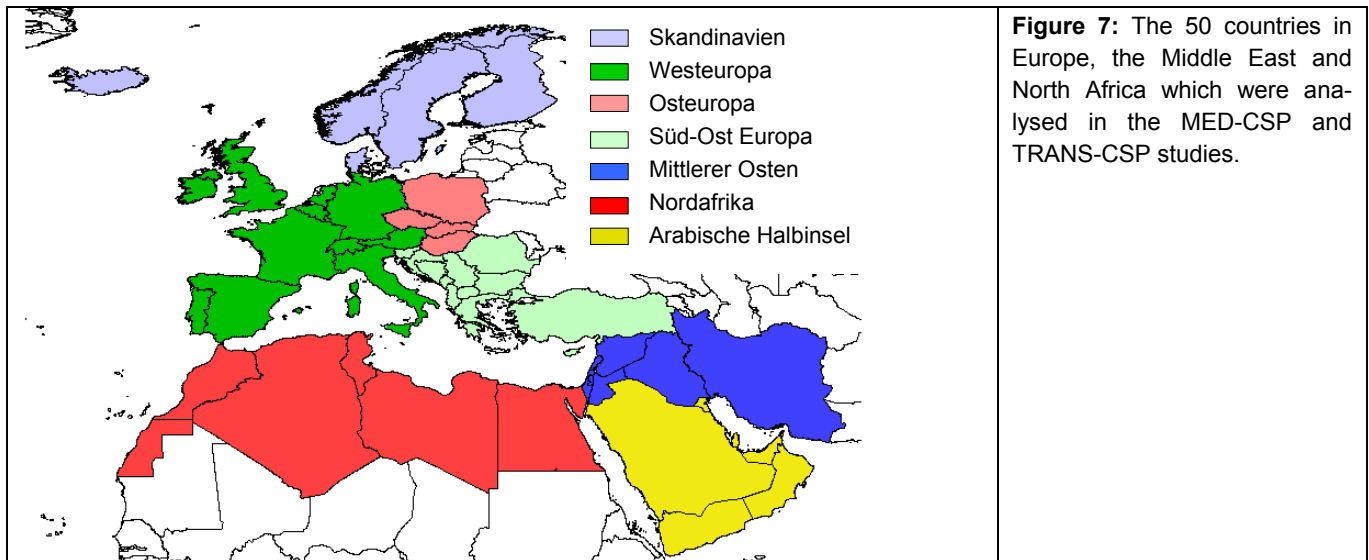 Skandinavien
Westeuropa
Osteuropa
Süd-Ost Europa
Mittlerer Osten
Nordafrika
Arabische Halbinsel
Figure 7: The 50 countries in
Europe, the Middle East and
North Africa which were ana-
lysed in the MED-CSP and
TRANS-CSP studies.